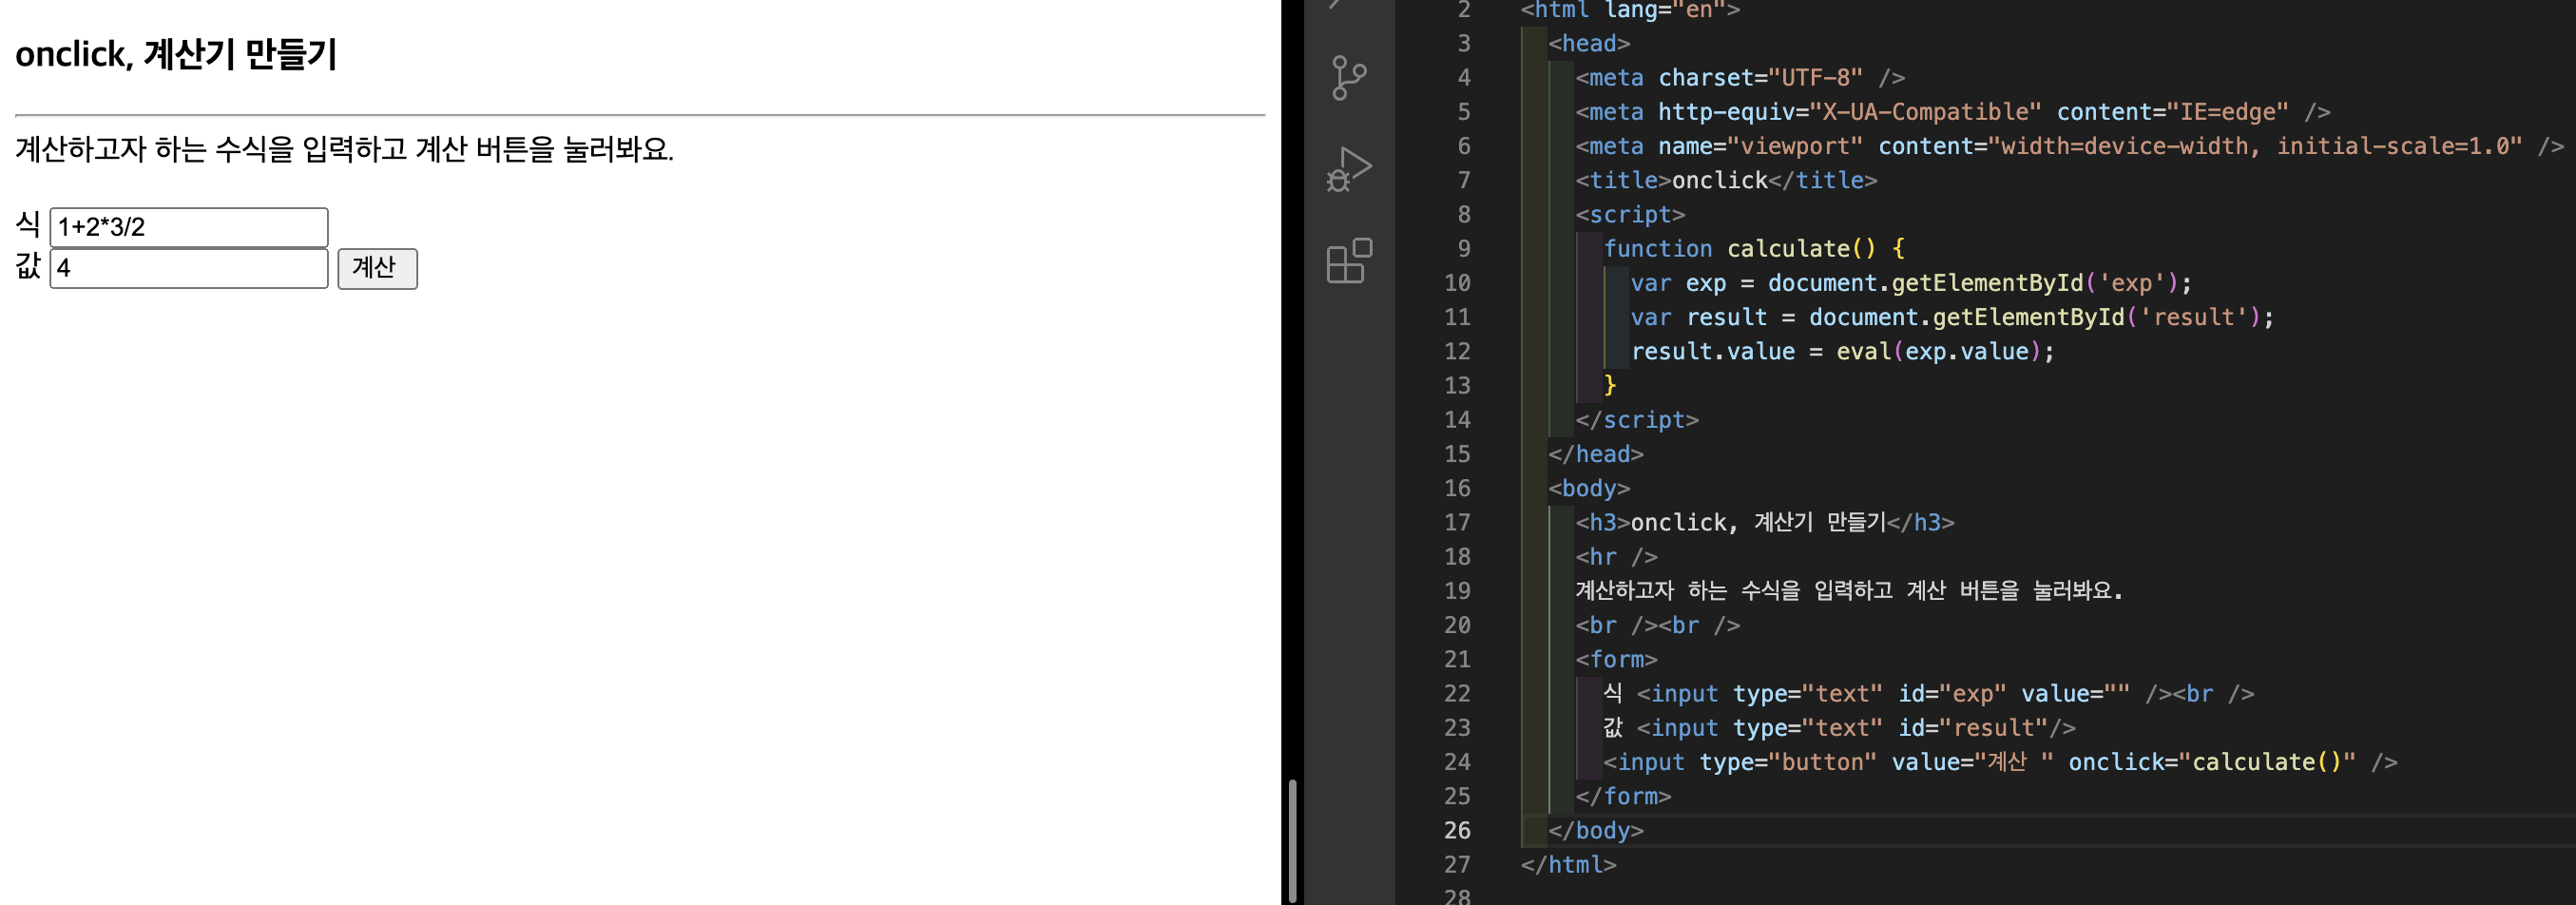 onclick, 계산기 만들기
계산하고자 하는 수식을 입력하고 계산 버튼을 눌러봐요.
식 1+2*3/2
값 4 계산
2 <html lang="en">
3 <head>
4 <meta charset="UTF-8" />
5 <meta http-equiv="X-UA-Compatible" content="IE=edge" />
6 <meta name="viewport" content="width=device-width, initial-scale=1.0" />
7 <title>onclick</title>
8 <script>
9 function calculate() {
10 var exp = document.getElementById('exp');
11 var result = document.getElementById('result');
12 result.value = eval(exp.value);
13 }
14 </script>
15 </head>
16 <body>
17 <h3>onclick, 계산기 만들기</h3>
18 <hr />
19 계산하고자 하는 수식을 입력하고 계산 버튼을 눌러봐요.
20 <br /><br />
21 <form>
22 식 <input type="text" id="exp" value="" /><br />
23 값 <input type="text" id="result"/>
24 <input type="button" value="계산 " onclick="calculate()" />
25 </form>
26 </body>
27 </html>
28